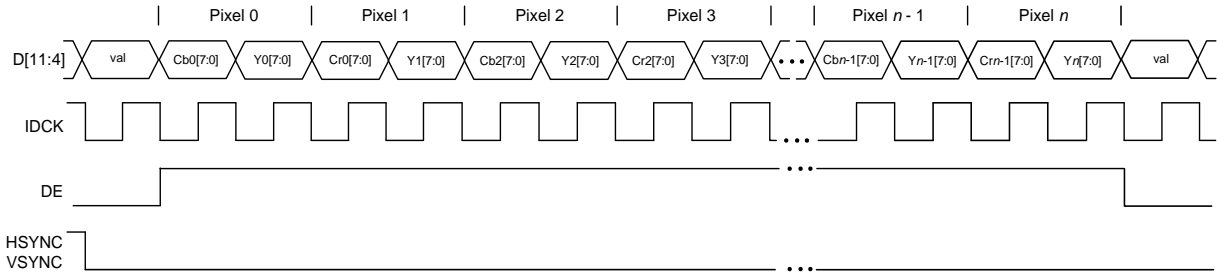 Pixel 0 Pixel 1 Pixel 2 Pixel 3 Pixel n - 1 Pixel n
D[11:4] val Cb0[7:0] Y0[7:0] Cr0[7:0] Y1[7:0] Cb2[7:0] Y2[7:0] Cr2[7:0] Y3[7:0] Cbn-1[7:0] Yn-1[7:0] Crn-1[7:0] Yn[7:0] val
IDCK
DE
HSYNC
VSYNC